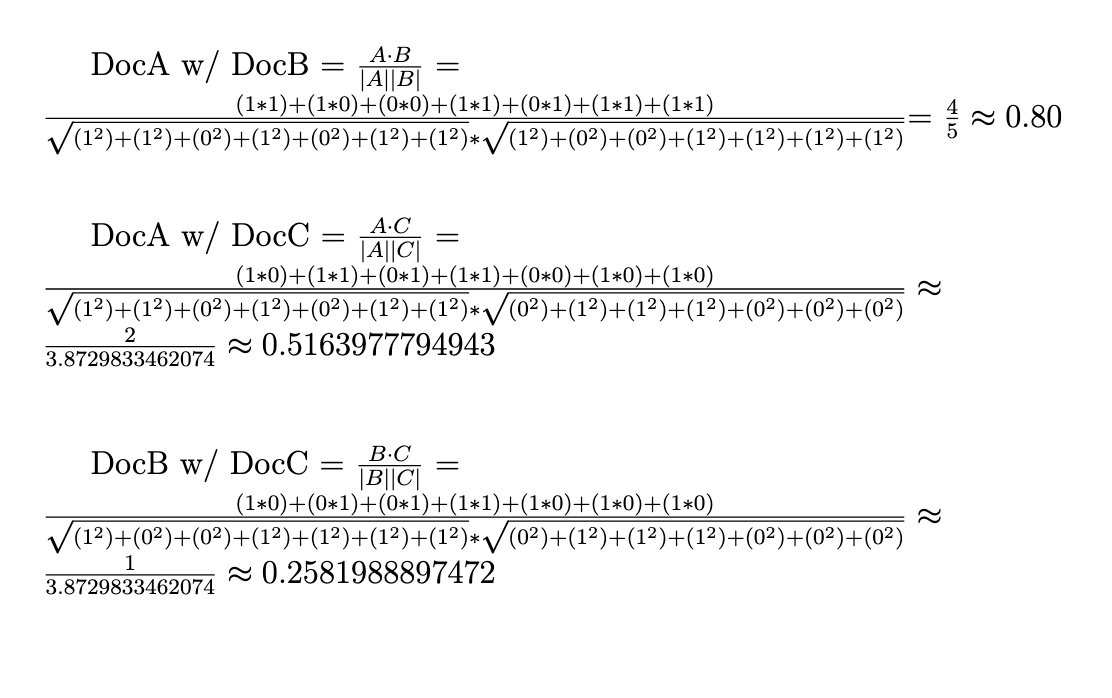 DocA w/ DocB = \frac{A·B}{|A||B|} =
\frac{(1*1)+(1*0)+(0*0)+(1*1)+(0*1)+(1*1)+(1*1)}{\sqrt{(1^2)+(1^2)+(0^2)+(1^2)+(0^2)+(1^2)+(1^2)}*\sqrt{(1^2)+(0^2)+(0^2)+(1^2)+(1^2)+(1^2)+(1^2)}} = \frac{4}{5} ≈ 0.80
DocA w/ DocC = \frac{A·C}{|A||C|} =
\frac{(1*0)+(1*1)+(0*1)+(1*1)+(0*0)+(1*0)+(1*0)}{\sqrt{(1^2)+(1^2)+(0^2)+(1^2)+(0^2)+(1^2)+(1^2)}*\sqrt{(0^2)+(1^2)+(1^2)+(1^2)+(0^2)+(0^2)+(0^2)}} ≈
\frac{2}{3.8729833462074} ≈ 0.5163977794943
DocB w/ DocC = \frac{B·C}{|B||C|} =
\frac{(1*0)+(0*1)+(0*1)+(1*1)+(1*0)+(1*0)+(1*0)}{\sqrt{(1^2)+(0^2)+(0^2)+(1^2)+(1^2)+(1^2)+(1^2)}*\sqrt{(0^2)+(1^2)+(1^2)+(1^2)+(0^2)+(0^2)+(0^2)}} ≈
\frac{1}{3.8729833462074} ≈ 0.2581988897472